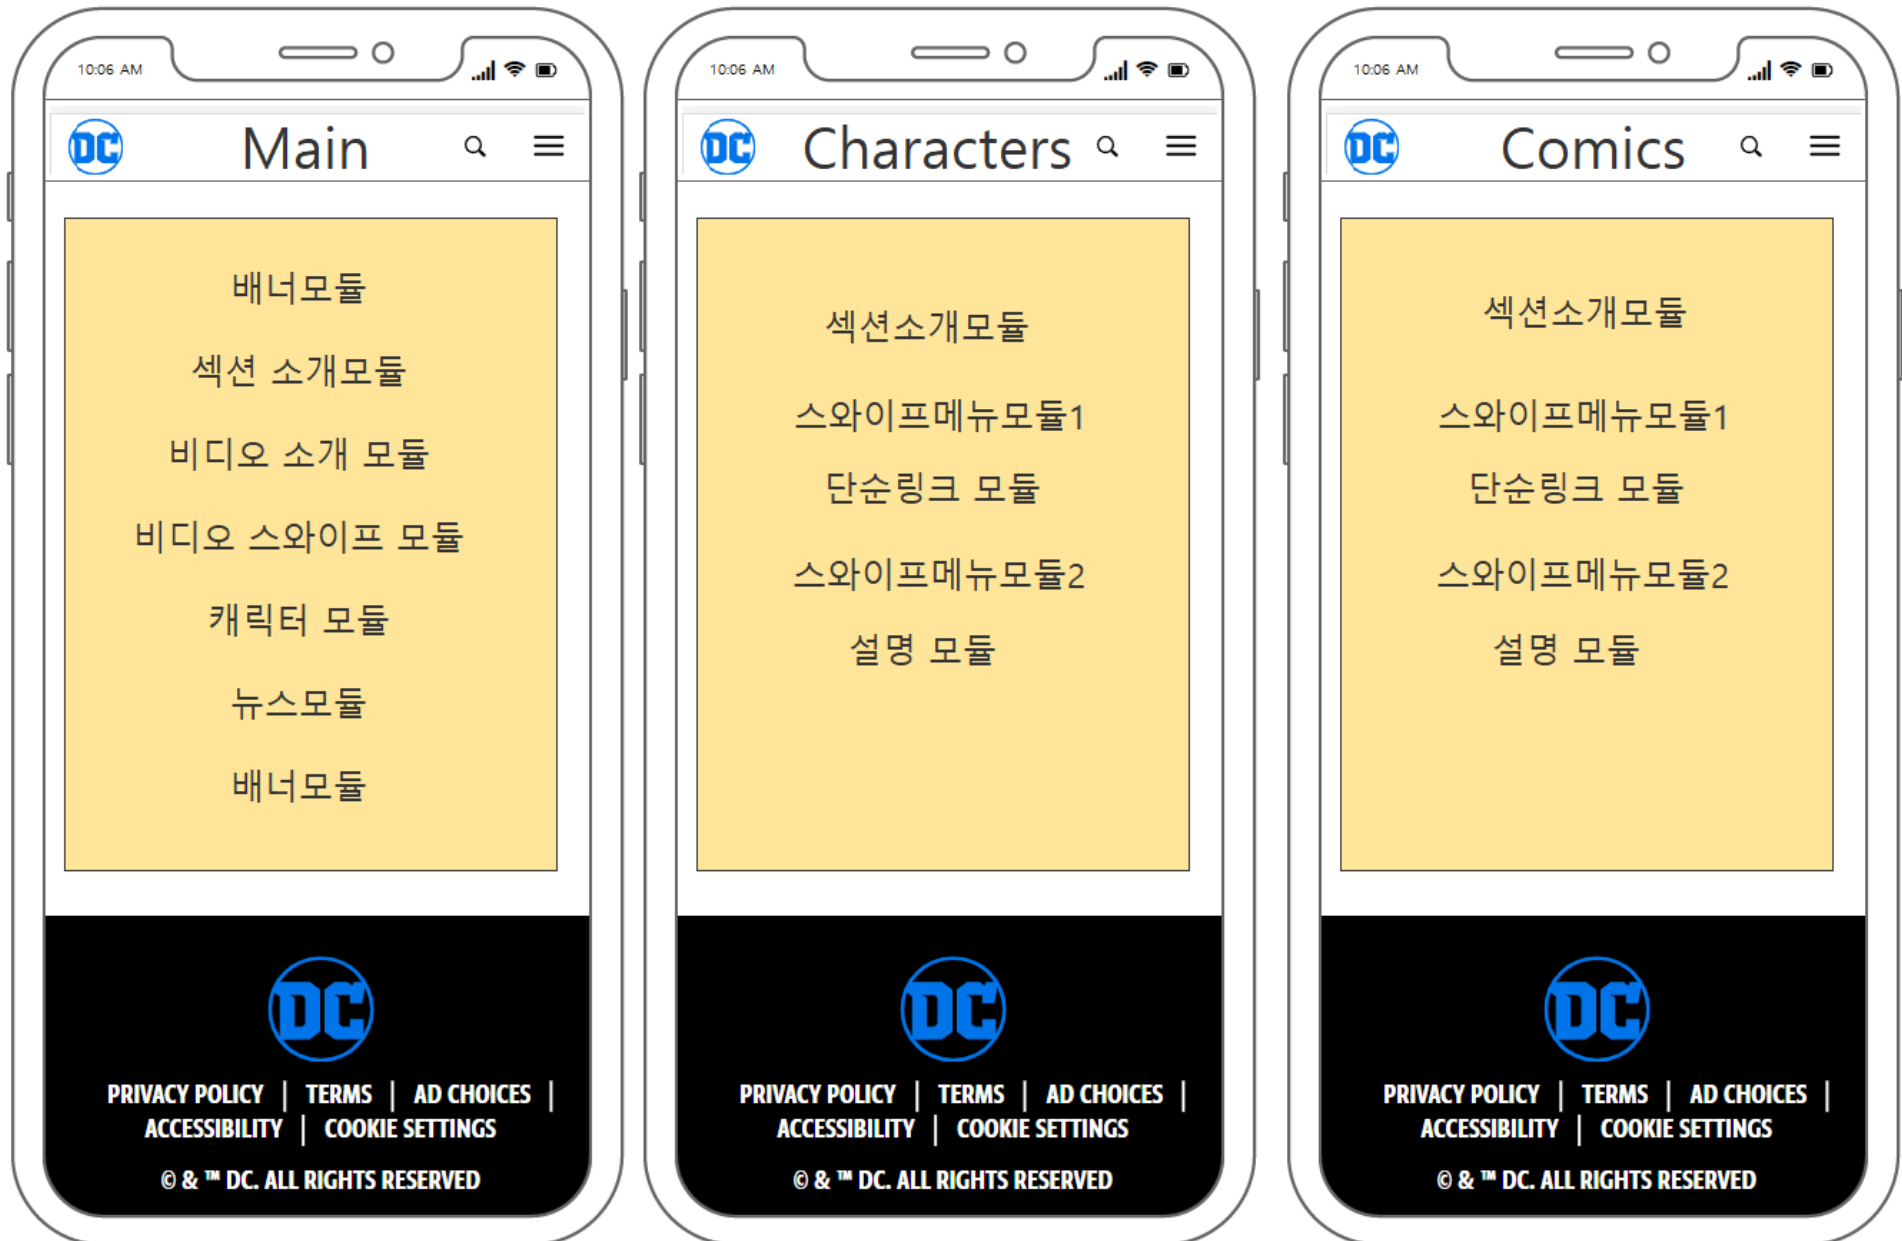 10:06 AM
DC
Main
배너모듈
섹션 소개모듈
비디오 소개 모듈
비디오 스와이프 모듈
캐릭터 모듈
뉴스모듈
배너모듈
DC
PRIVACY POLICY | TERMS | AD CHOICES |
ACCESSIBILITY | COOKIE SETTINGS
© & ™ DC. ALL RIGHTS RESERVED
10:06 AM
DC
Characters
섹션소개모듈
스와이프메뉴모듈1
단순링크 모듈
스와이프메뉴모듈2
설명 모듈
DC
PRIVACY POLICY | TERMS | AD CHOICES |
ACCESSIBILITY | COOKIE SETTINGS
© & ™ DC. ALL RIGHTS RESERVED
10:06 AM
DC
Comics
섹션소개모듈
스와이프메뉴모듈1
단순링크 모듈
스와이프메뉴모듈2
설명 모듈
DC
PRIVACY POLICY | TERMS | AD CHOICES |
ACCESSIBILITY | COOKIE SETTINGS
© & ™ DC. ALL RIGHTS RESERVED